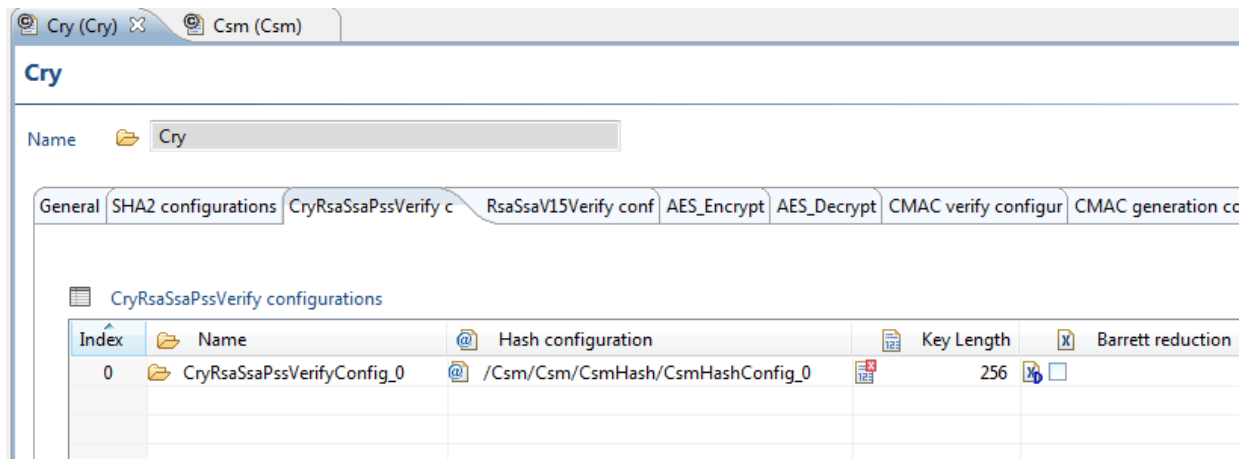 Cry (Cry) Csm (Csm)
Cry
Name Cry
General SHA2 configurations CryRsaSsaPssVerify c RsaSsaV15Verify conf AES_Encrypt AES_Decrypt CMAC verify configur CMAC generation co
CryRsaSsaPssVerify configurations
Index Name Hash configuration Key Length Barrett reduction
0 CryRsaSsaPssVerifyConfig_0 /Csm/Csm/CsmHash/CsmHashConfig_0 256